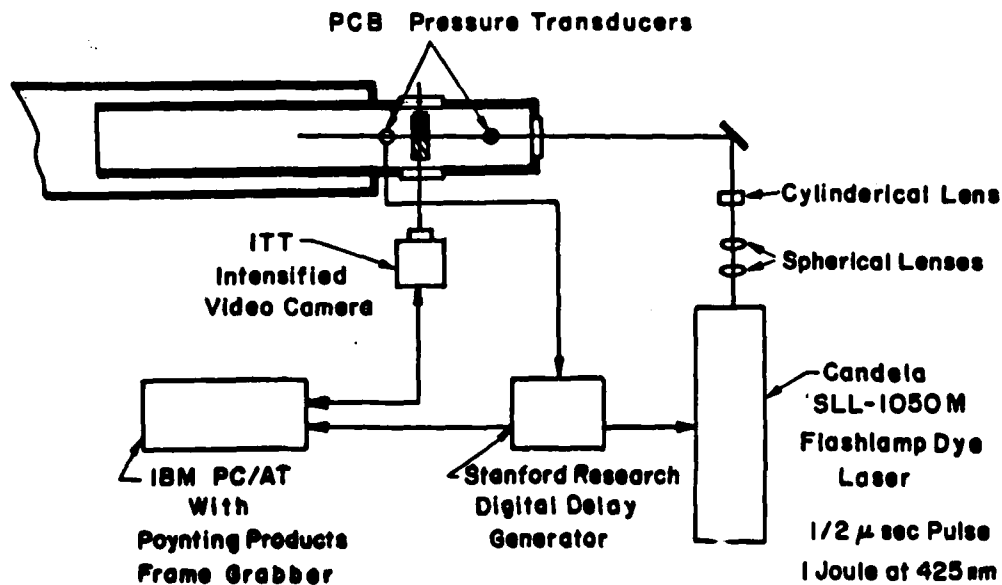 PCB Pressure Transducers
ITT
Intensified
Video Camera
Cylinderical Lens
Spherical Lenses
Candela
SLL-1050M
Flashlamp Dye
Laser
1/2 μ sec Pulse
1 Joule at 425nm
IBM PC/AT
With
Poynting Products
Frame Grabber
Stanford Research
Digital Delay
Generator